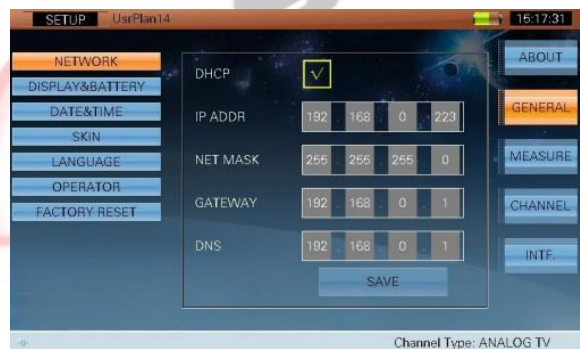 SETUP UsrPlan14 15:17:31
NETWORK
DISPLAY&BATTERY
DATE&TIME
SKIN
LANGUAGE
OPERATOR
FACTORY RESET
DHCP
IP ADDR 192 . 168 . 0 . 223
NET MASK 255 . 255 . 255 . 0
GATEWAY 192 . 168 . 0 . 1
DNS 192 . 168 . 0 . 1
SAVE
ABOUT
GENERAL
MEASURE
CHANNEL
INTF.
Channel Type: ANALOG TV